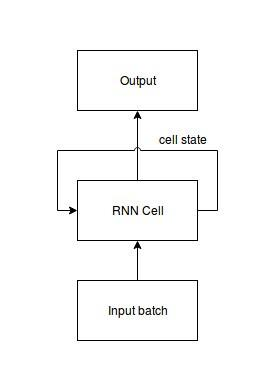 Output
cell state
RNN Cell
Input batch